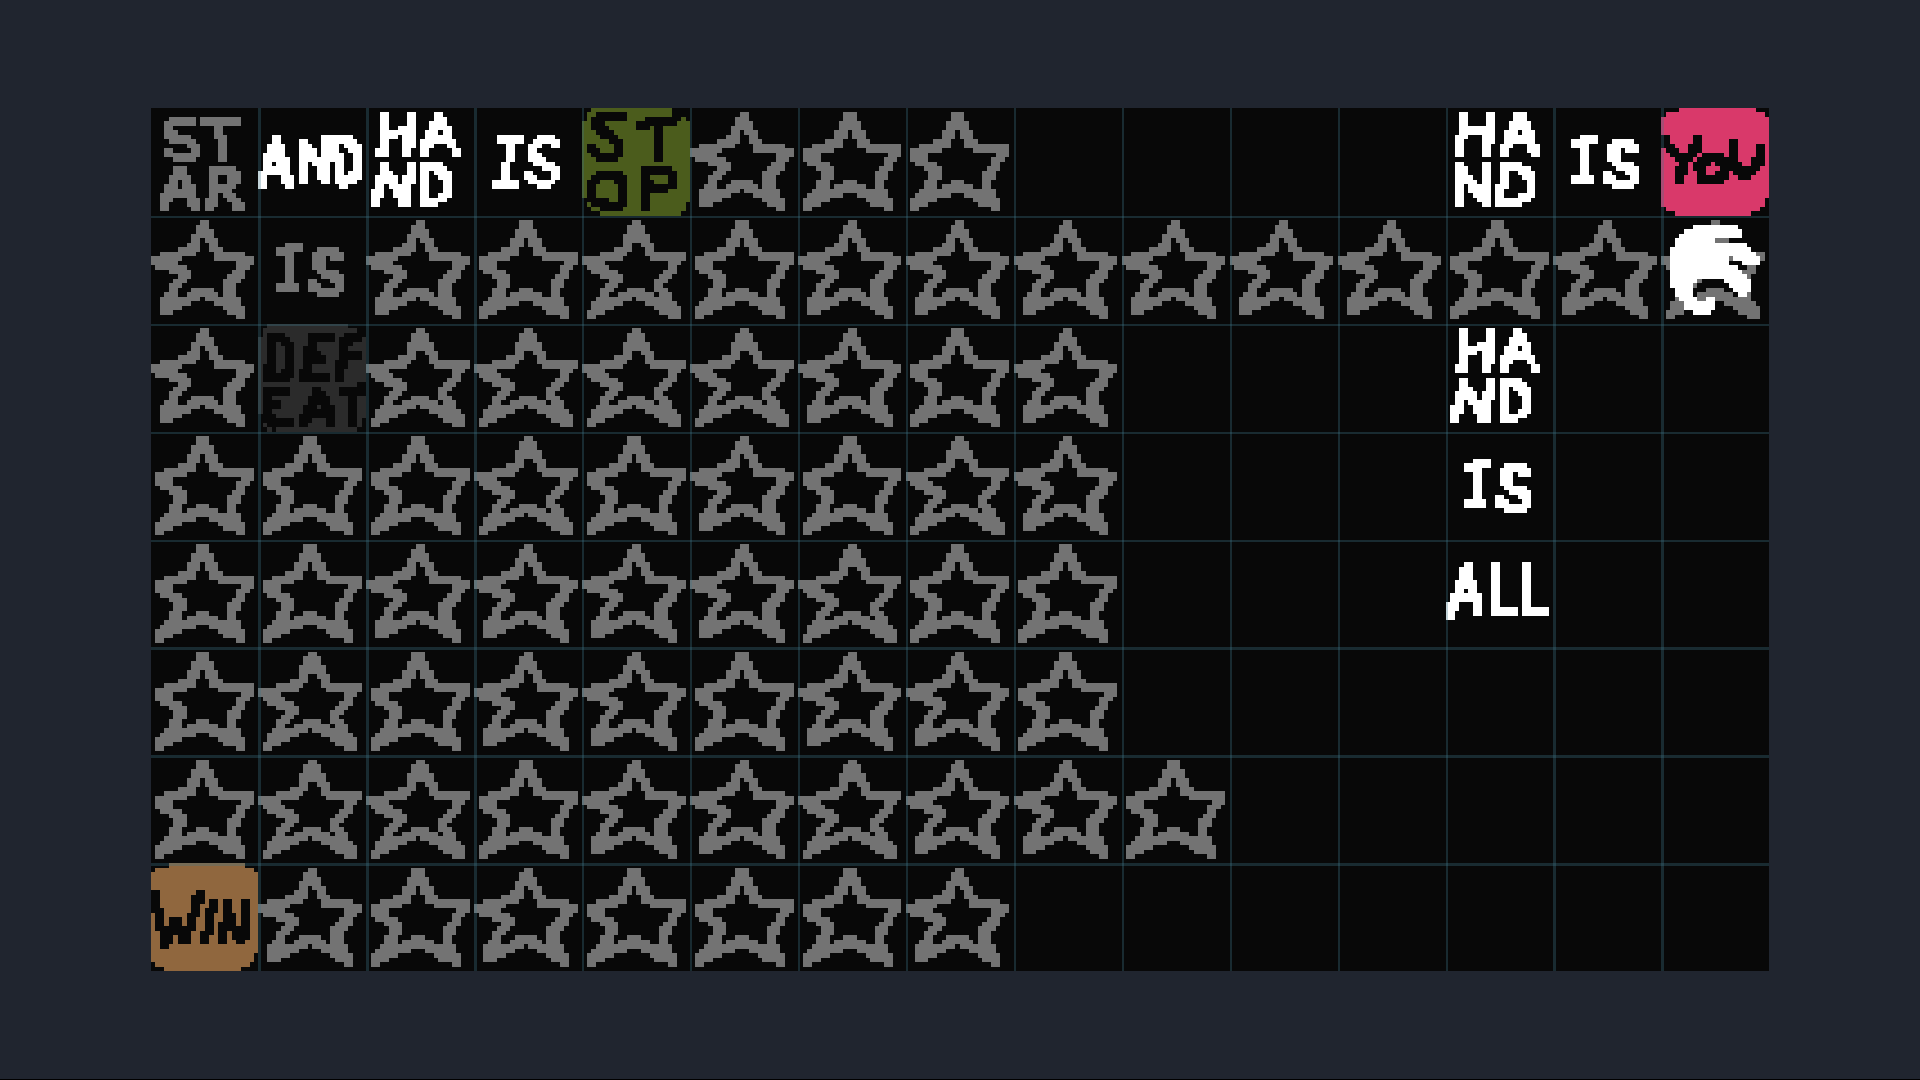 STAR AND HAND IS STOP HAND IS YOU
IS
DEFEAT HAND
IS
ALL
WIN